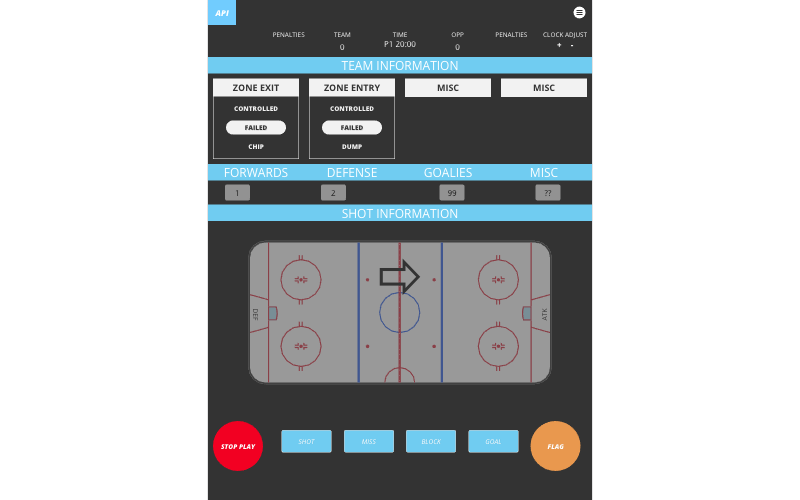 API
PENALTIES TEAM TIME OPP PENALTIES CLOCK ADJUST
0 P1 20:00 0 + -
TEAM INFORMATION
ZONE EXIT ZONE ENTRY MISC MISC
CONTROLLED CONTROLLED
FAILED FAILED
CHIP DUMP
FORWARDS DEFENSE GOALIES MISC
1 2 99 ??
SHOT INFORMATION
DEF ATK
STOP PLAY SHOT MISS BLOCK GOAL FLAG